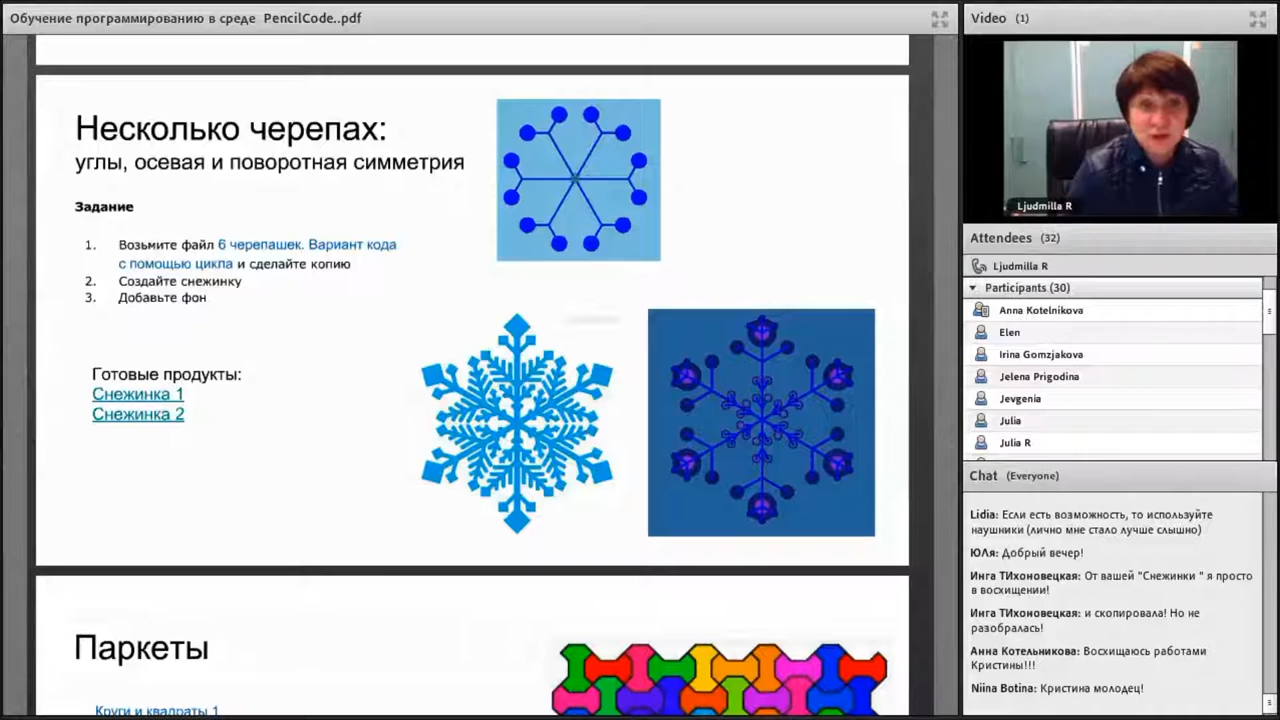 Обучение программированию в среде PencilCode..pdf
Несколько черепах:
углы, осевая и поворотная симметрия
Задание
1. Возьмите файл 6 черепашек. Вариант кода
с помощью цикла и сделайте копию
2. Создайте снежинку
3. Добавьте фон
Готовые продукты:
Снежинка 1
Снежинка 2
Паркеты
Круги и квадраты 1
Video (1)
Ljudmilla R
Attendees (32)
Ljudmilla R
Participants (30)
Anna Kotelnikova
Elen
Irina Gomzjakova
Jelena Prigodina
Jevgenia
Julia
Julia R
Chat (Everyone)
Lidia: Если есть возможность, то используйте
наушники (лично мне стало лучше слышно)
ЮЛя: Добрый вечер!
Инга ТИхоновецкая: От вашей "Снежинки " я просто
в восхищении!
Инга ТИхоновецкая: и скопировала! Но не
разобралась!
Анна Котельникова: Восхищаюсь работами
Кристины!!!
Niina Botina: Кристина молодец!